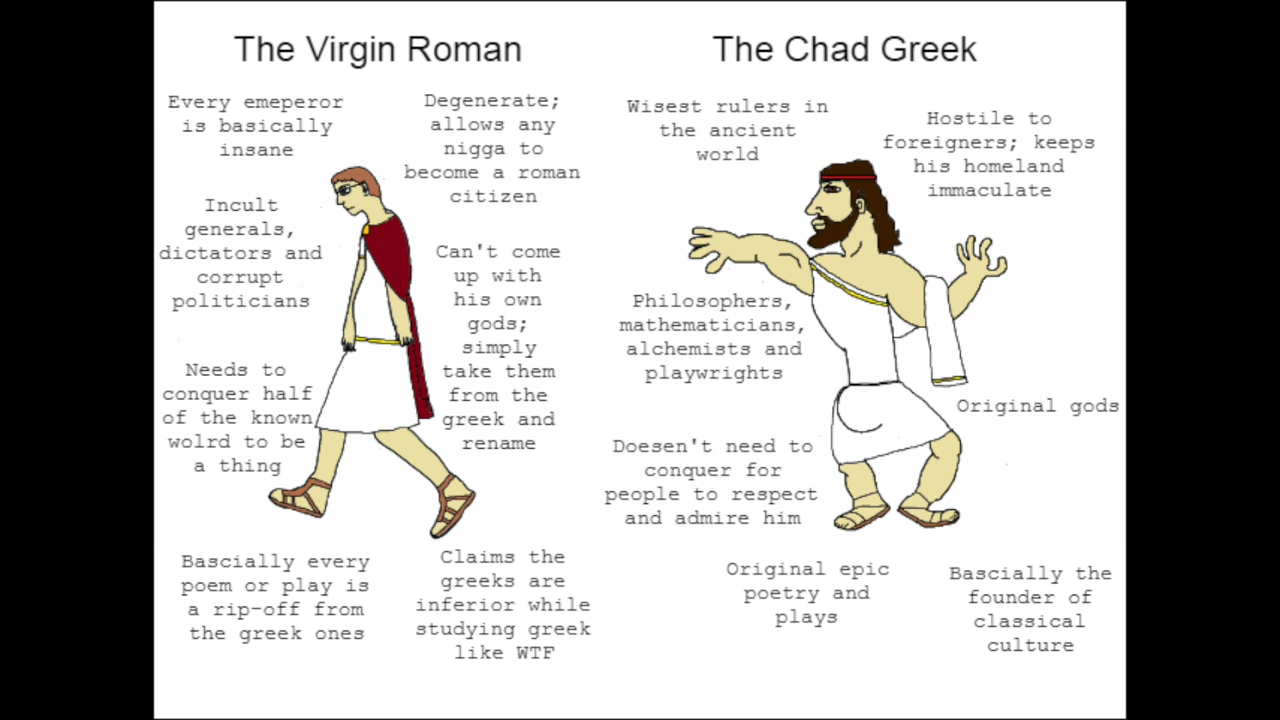 The Virgin Roman
Every emeperor
is basically
insane
Degenerate;
allows any
nigga to
become a roman
citizen
Incult
generals,
dictators and
corrupt
politicians
Can't come
up with
his own
gods;
simply
take them
from the
greek and
rename
Needs to
conquer half
of the known
wolrd to be
a thing
Bascially every
poem or play is
a rip-off from
the greek ones
Claims the
greeks are
inferior while
studying greek
like WTF
The Chad Greek
Wisest rulers in
the ancient
world
Hostile to
foreigners; keeps
his homeland
immaculate
Philosophers,
mathematicians,
alchemists and
playwrights
Original gods
Doesen't need to
conquer for
people to respect
and admire him
Original epic
poetry and
plays
Bascially the
founder of
classical
culture